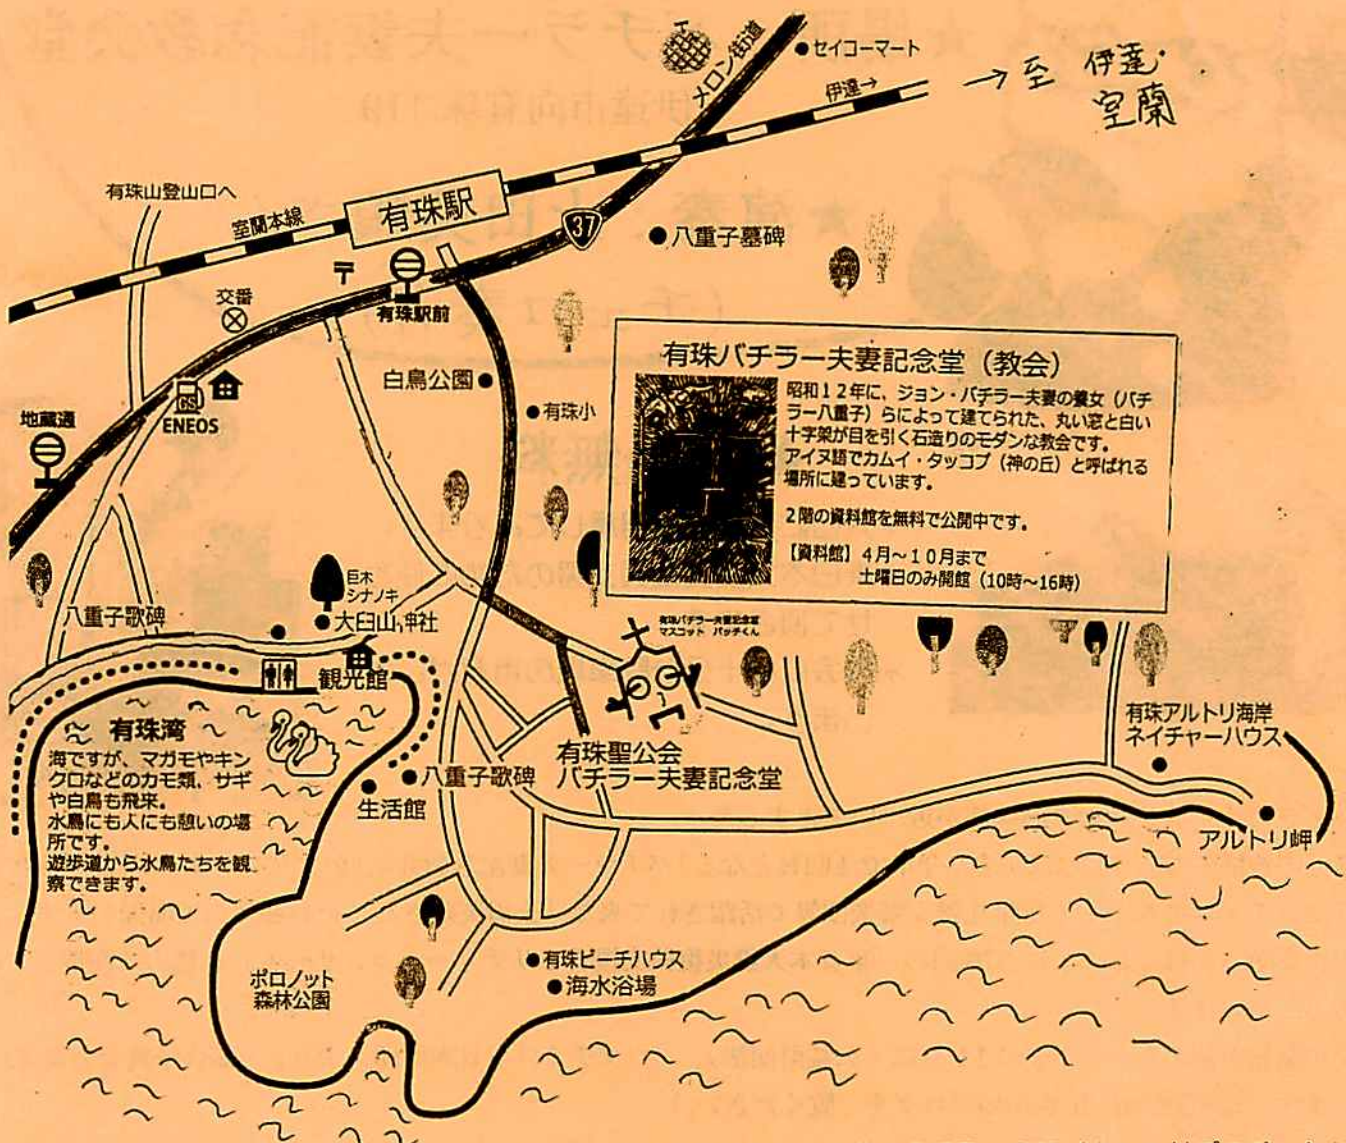 セイコーマート
メロン街道
伊達→
→至 伊達・
室蘭
有珠山登山口へ
室蘭本線
有珠駅
37
八重子墓碑
〒
交番
有珠駅前
白鳥公園
有珠小
GS
ENEOS
地蔵通
有珠バチラー夫妻記念堂（教会）
昭和12年に、ジョン・バチラー夫妻の養女（バチ
ラー八重子）らによって建てられた、丸い窓と白い
十字架が目を引く石造りのモダンな教会です。
アイヌ語でカムイ・タッコプ（神の丘）と呼ばれる
場所に建っています。
2階の資料館を無料で公開中です。
【資料館】4月～10月まで
土曜日のみ開館（10時～16時）
巨木
シナノキ
八重子歌碑
大臼山神社
観光館
有珠バチラー夫妻記念堂
マスコット バッチくん
有珠聖公会
バチラー夫妻記念堂
有珠アルトリ海岸
ネイチャーハウス
アルトリ岬
有珠湾
海ですが、マガモやキン
クロなどのカモ類、サギ
や白鳥も飛来。
水鳥にも人にも憩いの場
所です。
遊歩道から水鳥たちを観
察できます。
八重子歌碑
生活館
ポロノット
森林公園
有珠ビーチハウス
海水浴場